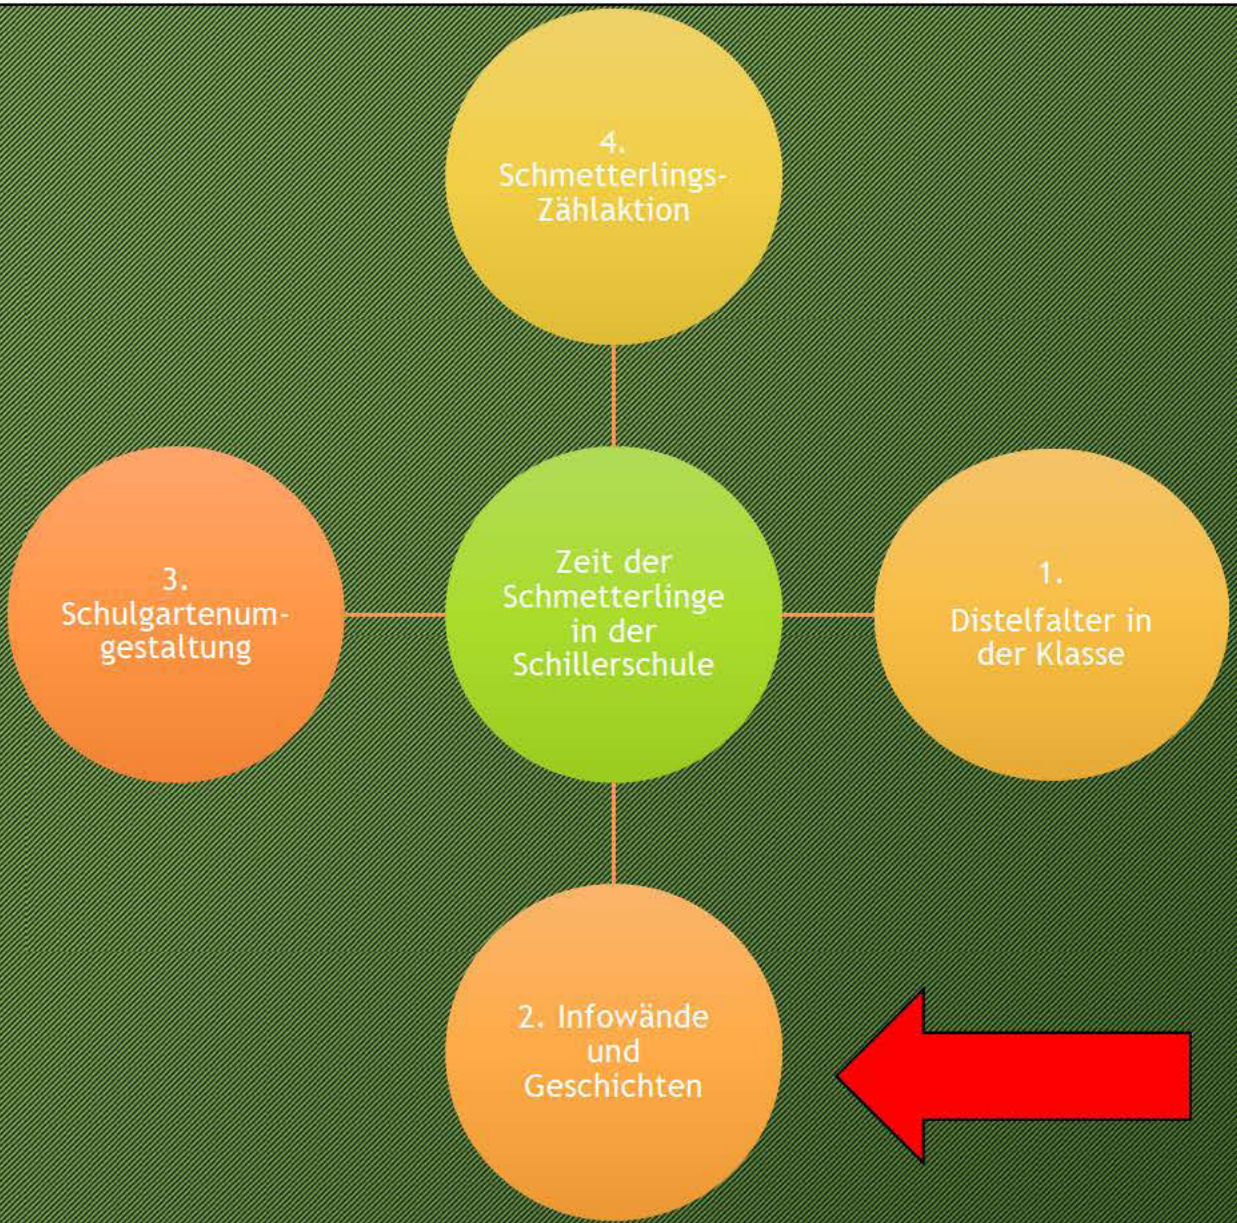 4.
Schmetterlings-
Zählaktion
3.
Schulgartenum-
gestaltung
Zeit der
Schmetterlinge
in der
Schillerschule
1.
Distelfalter in
der Klasse
2. Infowände
und
Geschichten